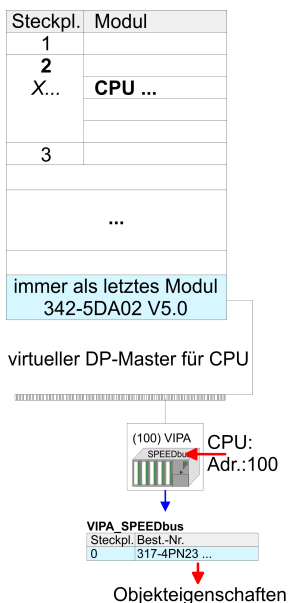 Steckpl. Modul
1
2
X... CPU ...
3
...
immer als letztes Modul
342-5DA02 V5.0
virtueller DP-Master für CPU
(100) VIPA
SPEEDbus
CPU:
Adr.:100
VIPA_SPEEDbus
Steckpl. Best.-Nr.
0 317-4PN23 ...
Objekteigenschaften